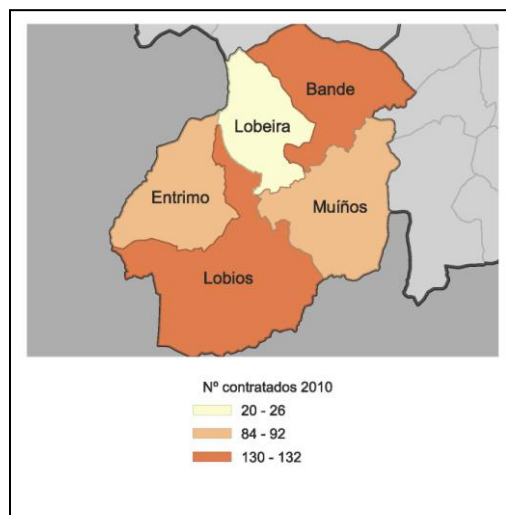 Bande
Lobeira
Entrimo
Muíños
Lobios
Nº contratados 2010
20 - 26
84 - 92
130 - 132